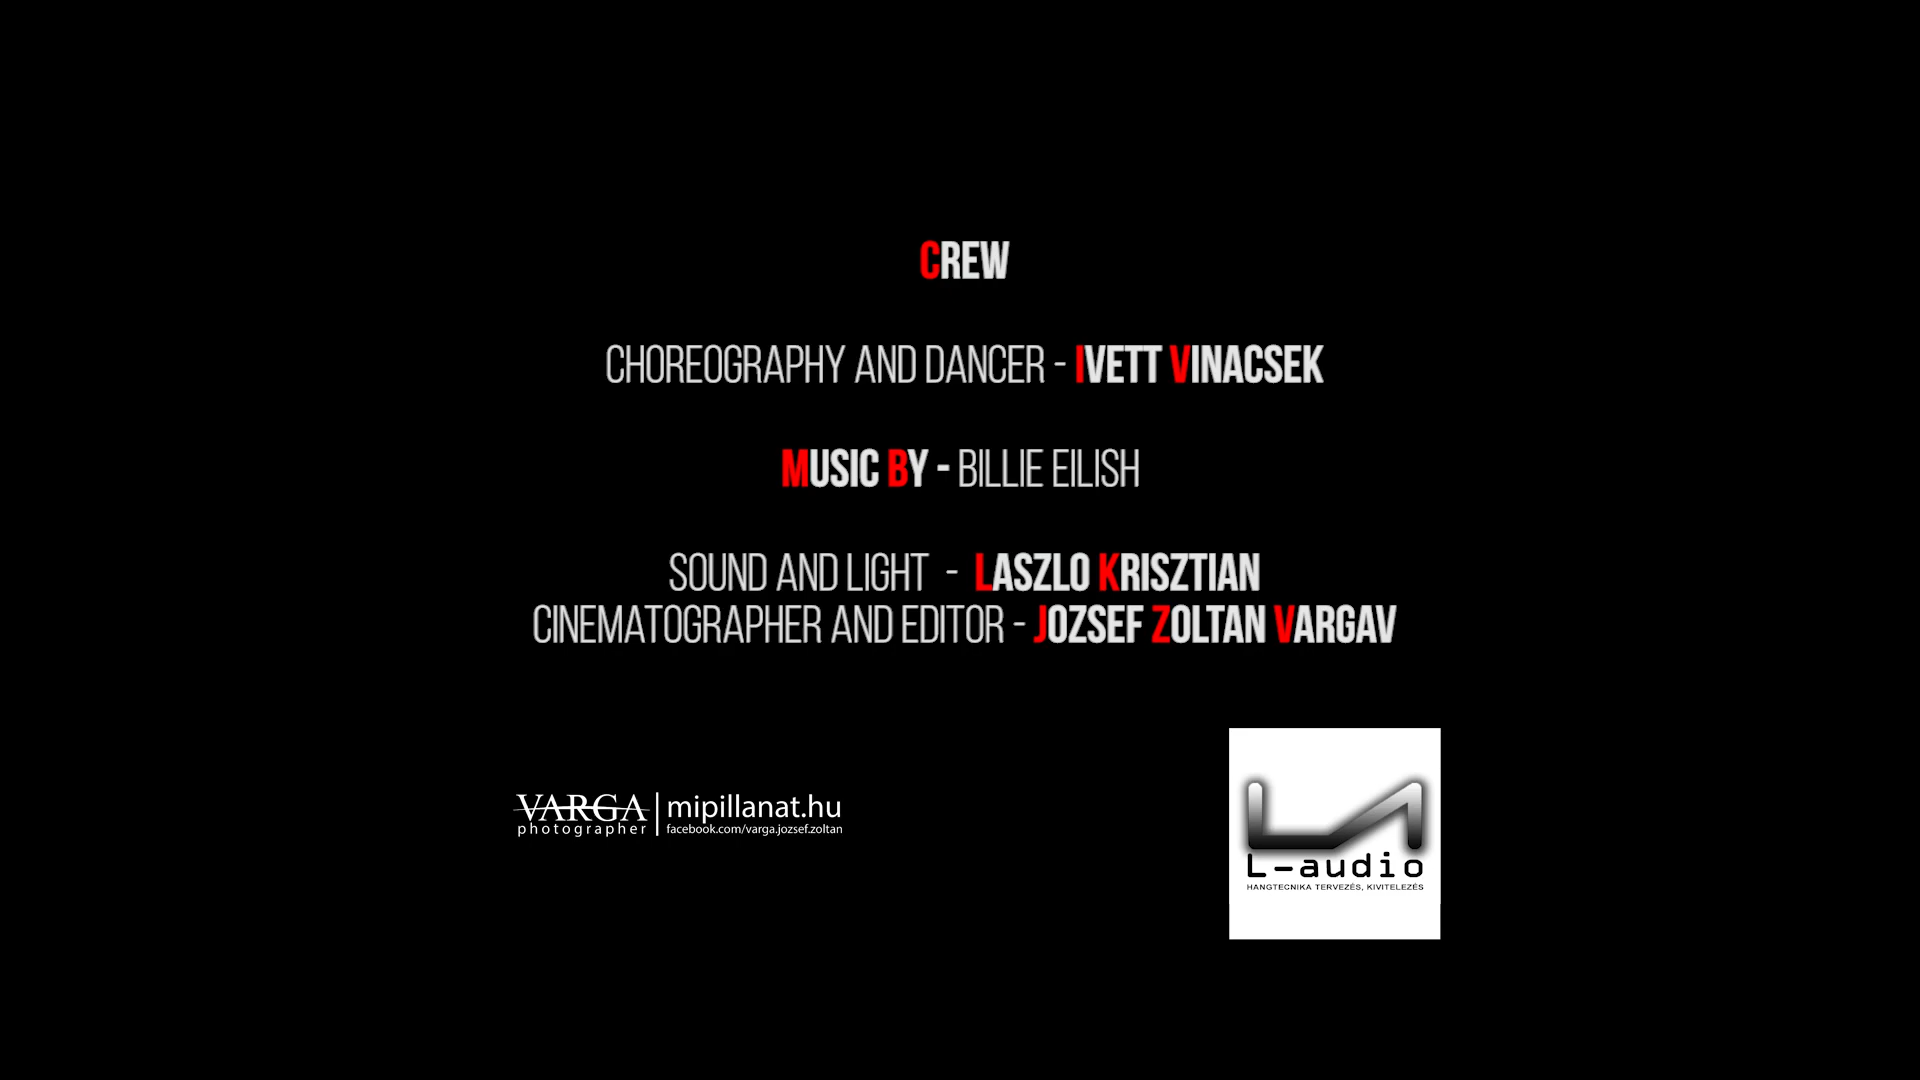 CREW
CHOREOGRAPHY AND DANCER - IVETT VINACSEK
MUSIC BY - BILLIE EILISH
SOUND AND LIGHT - LASZLO KRISZTIAN
CINEMATOGRAPHER AND EDITOR - JOZSEF ZOLTAN VARGAV
VARGA | mipillanat.hu
photographer facebook.com/varga.jozsef.zoltan
L-audio
HANGTECNIKA TERVEZÉS, KIVITELEZÉS